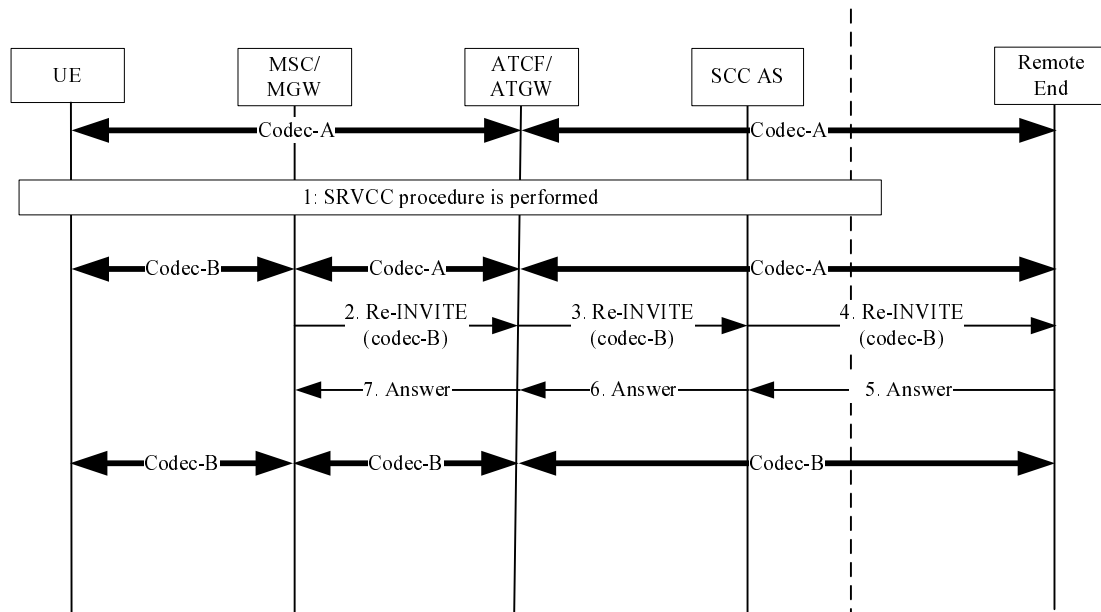 UE
MSC/
MGW
ATCF/
ATGW
SCC AS
Remote
End
Codec-A
Codec-A
1: SRVCC procedure is performed
Codec-B
Codec-A
Codec-A
2. Re-INVITE
(codec-B)
3. Re-INVITE
(codec-B)
4. Re-INVITE
(codec-B)
7. Answer
6. Answer
5. Answer
Codec-B
Codec-B
Codec-B